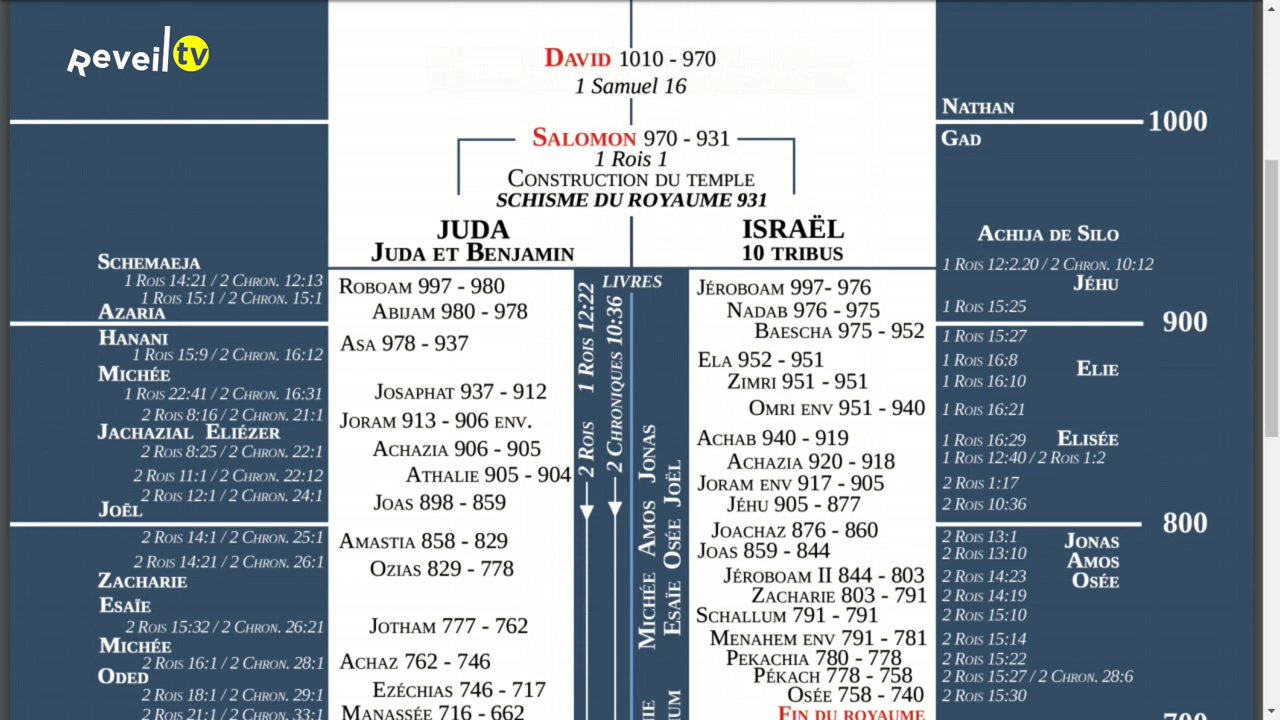 Reveil tv
DAVID 1010 - 970
1 Samuel 16
NATHAN
1000
GAD
SALOMON 970 - 931
1 Rois 1
CONSTRUCTION DU TEMPLE
SCHISME DU ROYAUME 931
JUDA
JUDA ET BENJAMIN
ISRAËL
10 TRIBUS
SCHEMAEJA
1 ROIS 14:21 / 2 CHRON. 12:13
1 ROIS 15:1 / 2 CHRON. 15:1
AZARIA
HANANI
1 ROIS 15:9 / 2 CHRON. 16:12
MICHÉE
1 ROIS 22:41 / 2 CHRON. 16:31
2 ROIS 8:16 / 2 CHRON. 21:1
JACHAZIAL ELIÉZER
2 ROIS 8:25 / 2 CHRON. 22:1
2 ROIS 11:1 / 2 CHRON. 22:12
2 ROIS 12:1 / 2 CHRON. 24:1
JOËL
2 ROIS 14:1 / 2 CHRON. 25:1
2 ROIS 14:21 / 2 CHRON. 26:1
ZACHARIE
ESAÏE
2 ROIS 15:32 / 2 CHRON. 26:21
MICHÉE
2 ROIS 16:1 / 2 CHRON. 28:1
ODED
2 ROIS 18:1 / 2 CHRON. 29:1
2 ROIS 21:1 / 2 CHRON. 33:1
ROBOAM 997 - 980
ABIJAM 980 - 978
ASA 978 - 937
JOSAPHAT 937 - 912
JORAM 913 - 906 ENV.
ACHAZIA 906 - 905
ATHALIE 905 - 904
JOAS 898 - 859
AMASTIA 858 - 829
OZIAS 829 - 778
JOTHAM 777 - 762
ACHAZ 762 - 746
EZÉCHIAS 746 - 717
MANASSÉE 716 - 662
LIVRES
2 ROIS 1 ROIS 12:22
2 CHRONIQUES 10:36
MICHÉE AMOS JONAS
ESAÏE OSÉE JOËL
JÉROBOAM 997- 976
NADAB 976 - 975
BAESCHA 975 - 952
ELA 952 - 951
ZIMRI 951 - 951
OMRI ENV 951 - 940
ACHAB 940 - 919
ACHAZIA 920 - 918
JORAM ENV 917 - 905
JÉHU 905 - 877
JOACHAZ 876 - 860
JOAS 859 - 844
JÉROBOAM II 844 - 803
ZACHARIE 803 - 791
SCHALLUM 791 - 791
MENAHEM ENV 791 - 781
PEKACHIA 780 - 778
PÉKACH 778 - 758
OSÉE 758 - 740
FIN DU ROYAUME
ACHIJA DE SILO
1 ROIS 12:2.20 / 2 CHRON. 10:12
JÉHU
1 ROIS 15:25
900
1 ROIS 15:27
1 ROIS 16:8
ELIE
1 ROIS 16:10
1 ROIS 16:21
1 ROIS 16:29 ELISÉE
1 ROIS 12:40 / 2 ROIS 1:2
2 ROIS 1:17
2 ROIS 10:36
800
2 ROIS 13:1 JONAS
2 ROIS 13:10 AMOS
2 ROIS 14:23 OSÉE
2 ROIS 14:19
2 ROIS 15:10
2 ROIS 15:14
2 ROIS 15:22
2 ROIS 15:27 / 2 CHRON. 28:6
2 ROIS 15:30